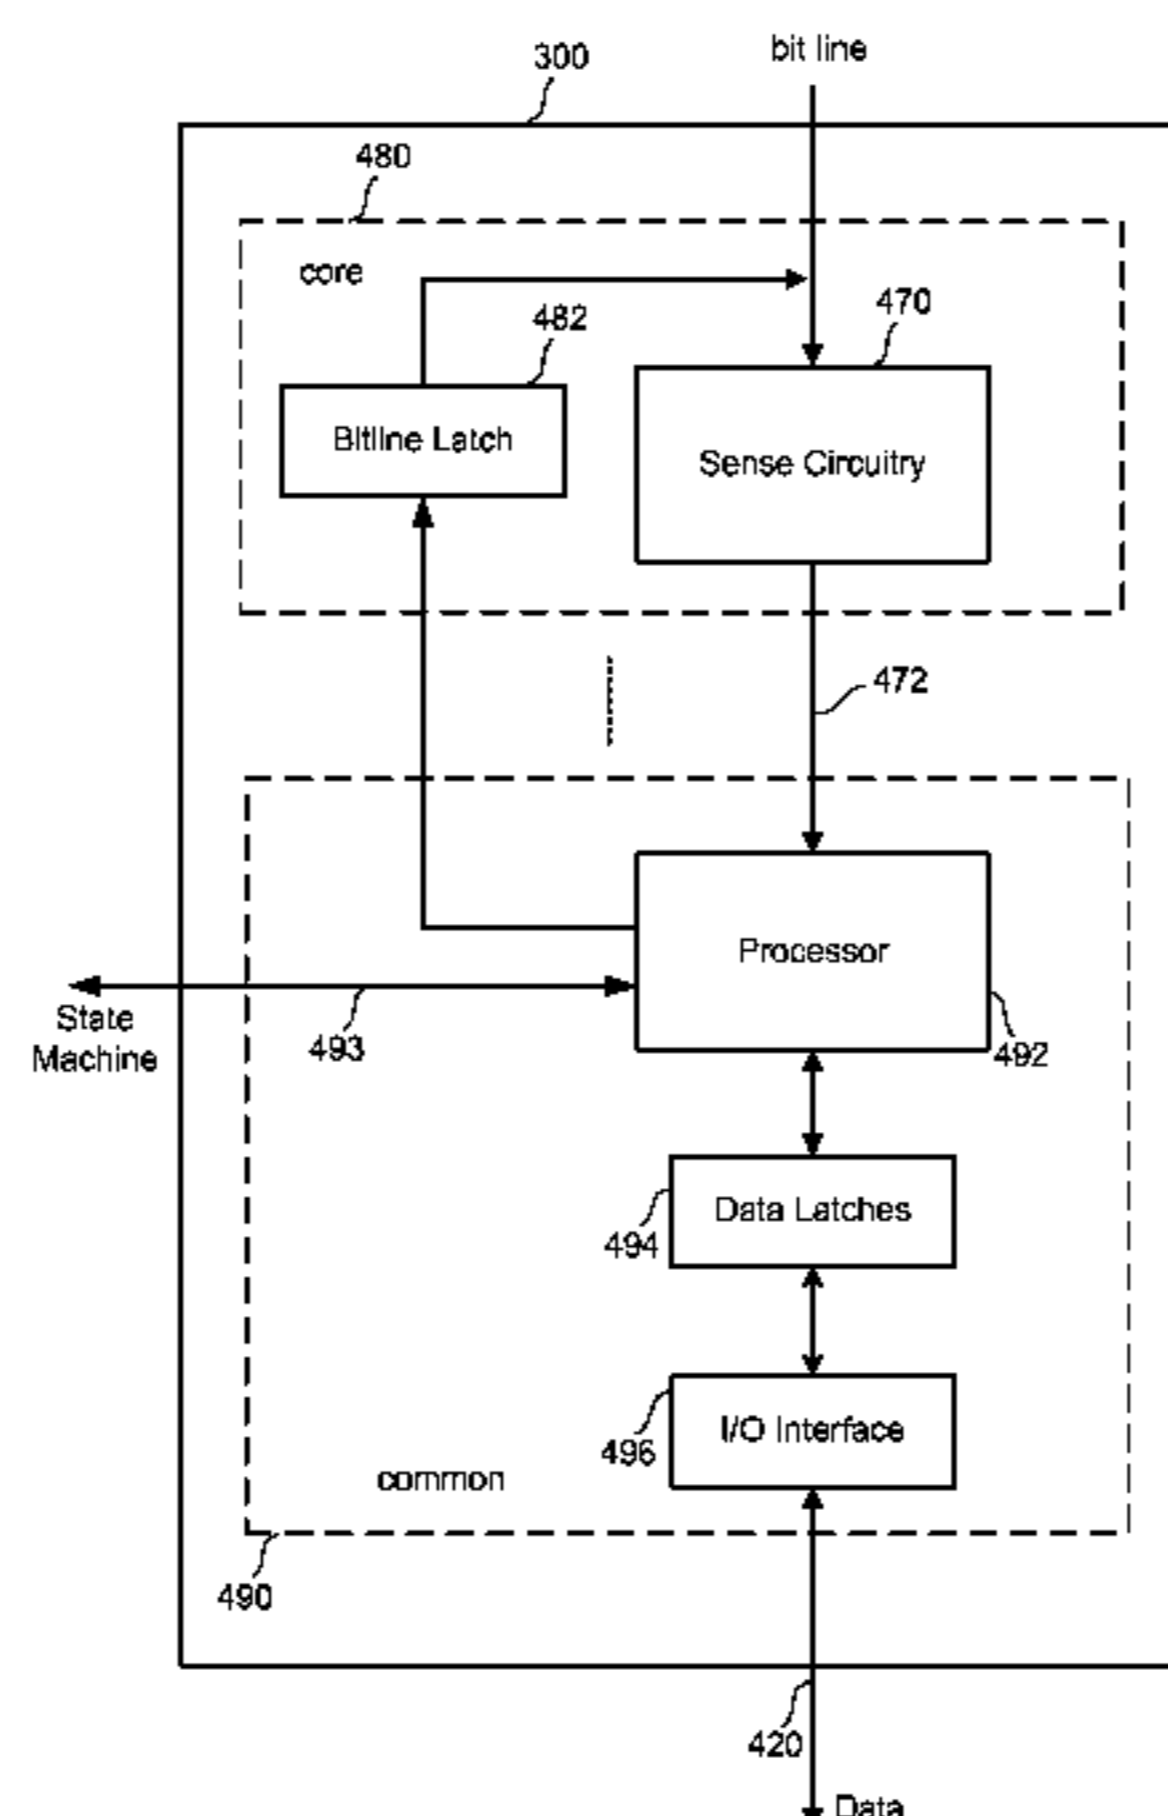 300
bit line
480
core
470
482
Bitline Latch
Sense Circuitry
472
Processor
State
Machine
493
492
Data Latches
494
I/O Interface
496
common
490
420
Data